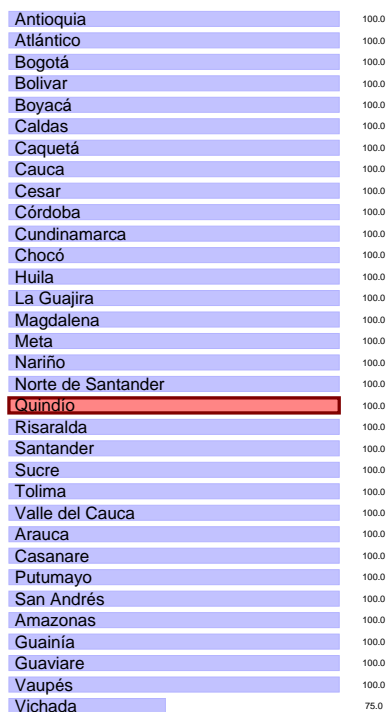 Antioquia 100.0
Atlántico 100.0
Bogotá 100.0
Bolivar 100.0
Boyacá 100.0
Caldas 100.0
Caquetá 100.0
Cauca 100.0
Cesar 100.0
Córdoba 100.0
Cundinamarca 100.0
Chocó 100.0
Huila 100.0
La Guajira 100.0
Magdalena 100.0
Meta 100.0
Nariño 100.0
Norte de Santander 100.0
Quindío 100.0
Risaralda 100.0
Santander 100.0
Sucre 100.0
Tolima 100.0
Valle del Cauca 100.0
Arauca 100.0
Casanare 100.0
Putumayo 100.0
San Andrés 100.0
Amazonas 100.0
Guainía 100.0
Guaviare 100.0
Vaupés 100.0
Vichada 75.0